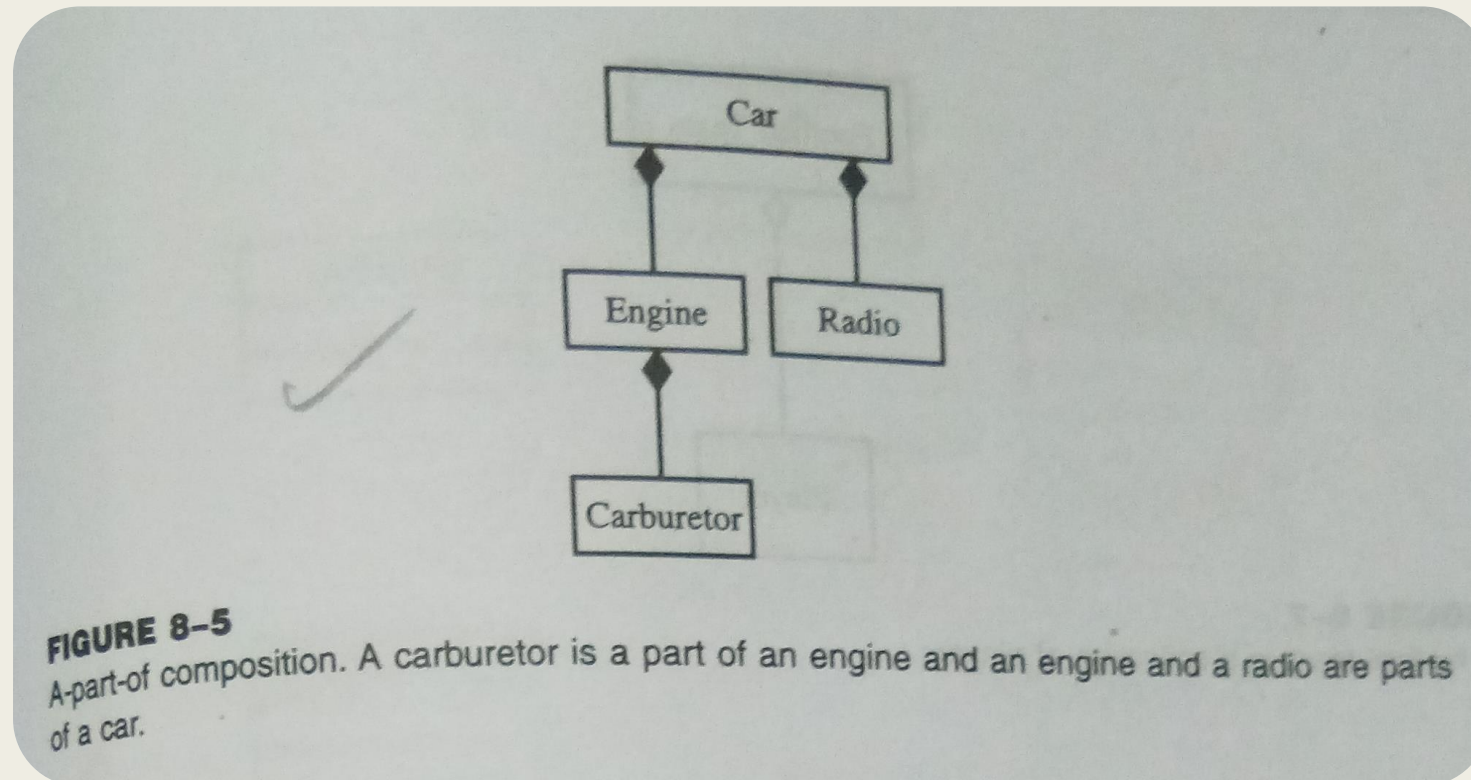 Car
Engine
Radio
Carburetor
FIGURE 8–5
A-part-of composition. A carburetor is a part of an engine and an engine and a radio are parts
of a car.